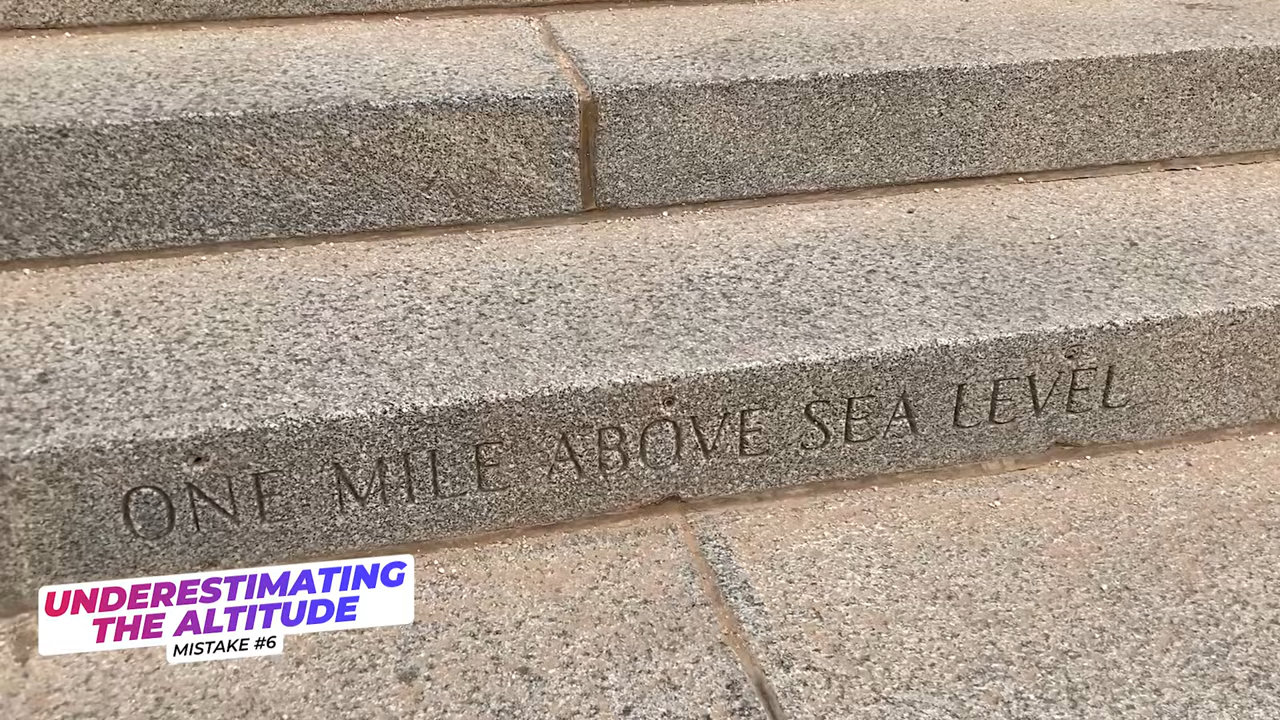 ONE MILE ABOVE SEA LEVEL
UNDERESTIMATING
THE ALTITUDE
MISTAKE #6